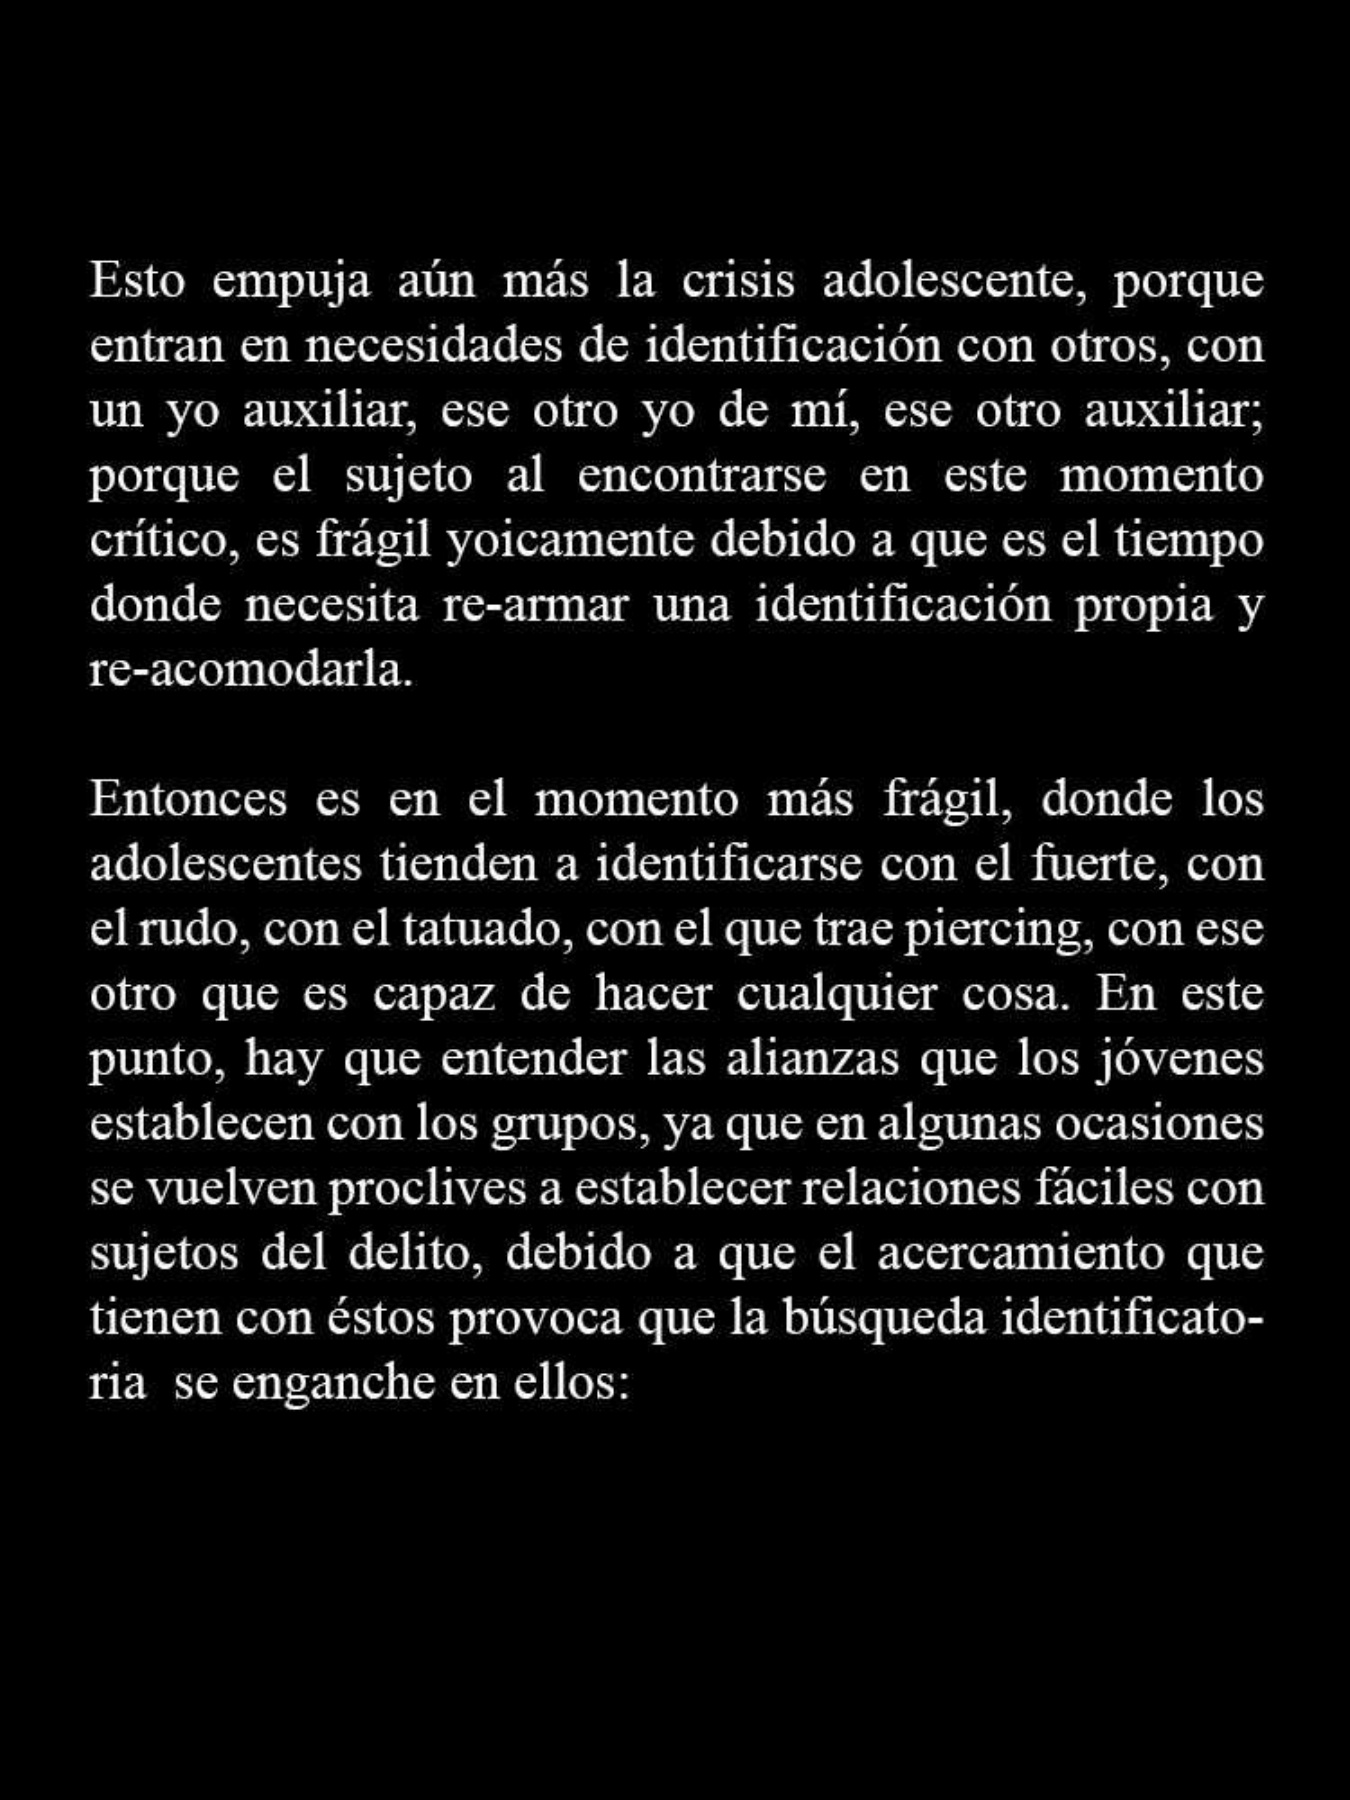 Esto empuja aún más la crisis adolescente, porque
entran en necesidades de identificación con otros, con
un yo auxiliar, ese otro yo de mí, ese otro auxiliar;
porque el sujeto al encontrarse en este momento
crítico, es frágil yoicamente debido a que es el tiempo
donde necesita re-armar una identificación propia y
re-acomodarla.
Entonces es en el momento más frágil, donde los
adolescentes tienden a identificarse con el fuerte, con
el rudo, con el tatuado, con el que trae piercing, con ese
otro que es capaz de hacer cualquier cosa. En este
punto, hay que entender las alianzas que los jóvenes
establecen con los grupos, ya que en algunas ocasiones
se vuelven proclives a establecer relaciones fáciles con
sujetos del delito, debido a que el acercamiento que
tienen con éstos provoca que la búsqueda identificato-
ria  se enganche en ellos: